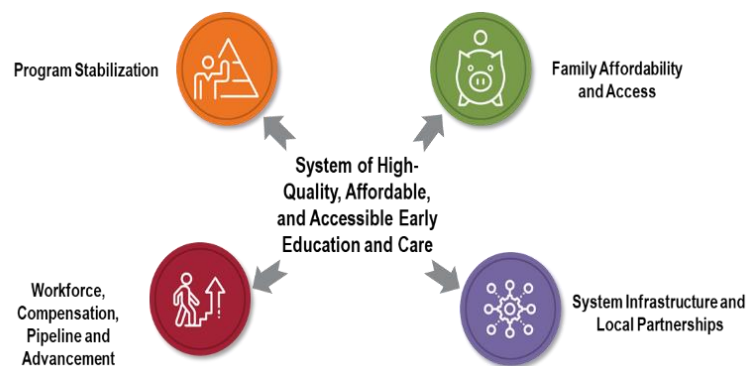 Program Stabilization
Family Affordability
and Access
System of High-
Quality, Affordable,
and Accessible Early
Education and Care
Workforce,
Compensation,
Pipeline and
Advancement
System Infrastructure and
Local Partnerships